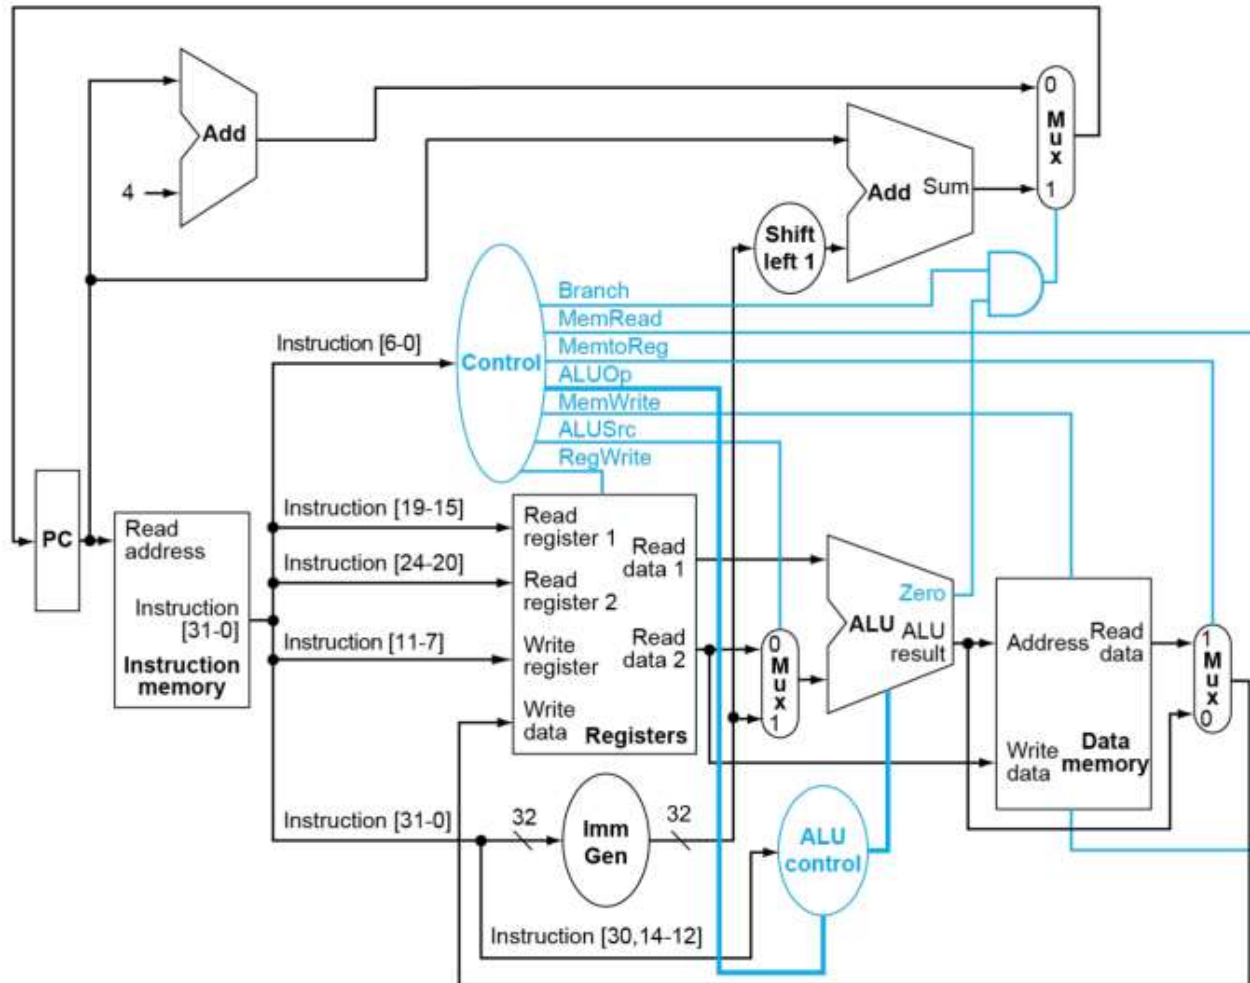 0
Mux
1
Add
4
Add Sum
Shift
left 1
Branch
MemRead
MemtoReg
ALUOp
MemWrite
ALUSrc
RegWrite
Control
Instruction [6-0]
PC
Read
address
Instruction
[31-0]
Instruction
memory
Instruction [19-15]
Instruction [24-20]
Instruction [11-7]
Instruction [31-0]
Read
register 1
Read
register 2
Write
register
Write
data
Read
data 1
Read
data 2
Registers
0
Mux
1
Zero
ALU
ALU
result
Address
Read
data
Write
data
Data
memory
1
Mux
0
32
Imm
Gen
32
ALU
control
Instruction [30,14-12]